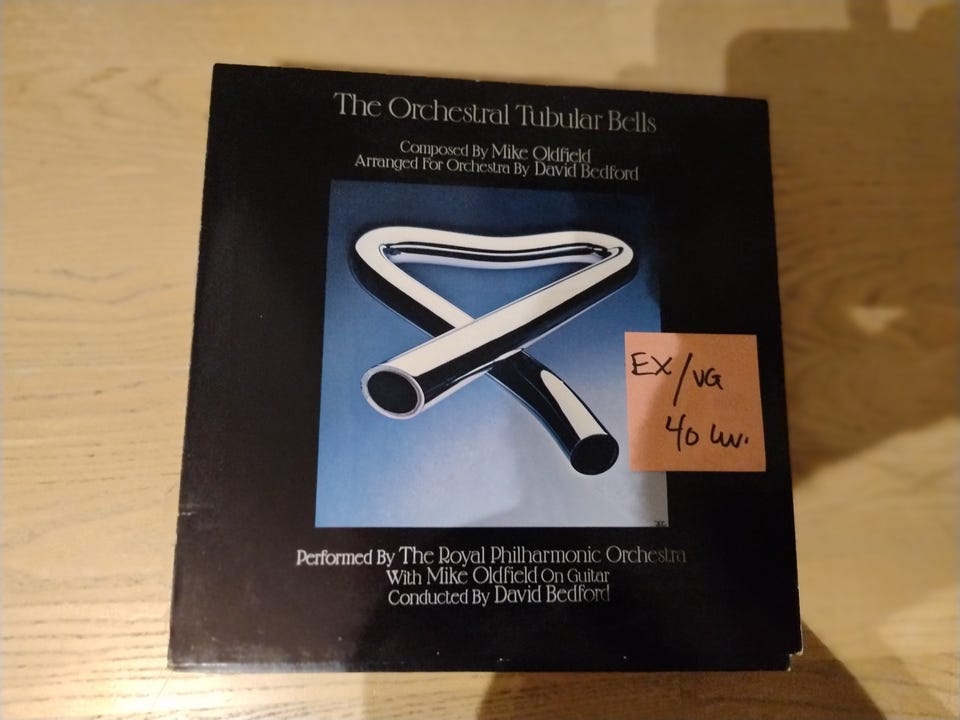 The Orchestral Tubular Bells
Composed By Mike Oldfield
Arranged For Orchestra By David Bedford
EX/VG
40 лв.
Performed By The Royal Philharmonic Orchestra
With Mike Oldfield On Guitar
Conducted By David Bedford